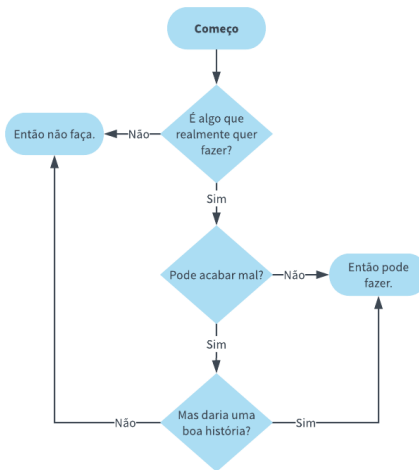 Começo
É algo que
realmente quer
fazer?
Não
Então não faça.
Sim
Pode acabar mal?
Não
Então pode
fazer.
Sim
Mas daria uma
boa história?
Não
Sim